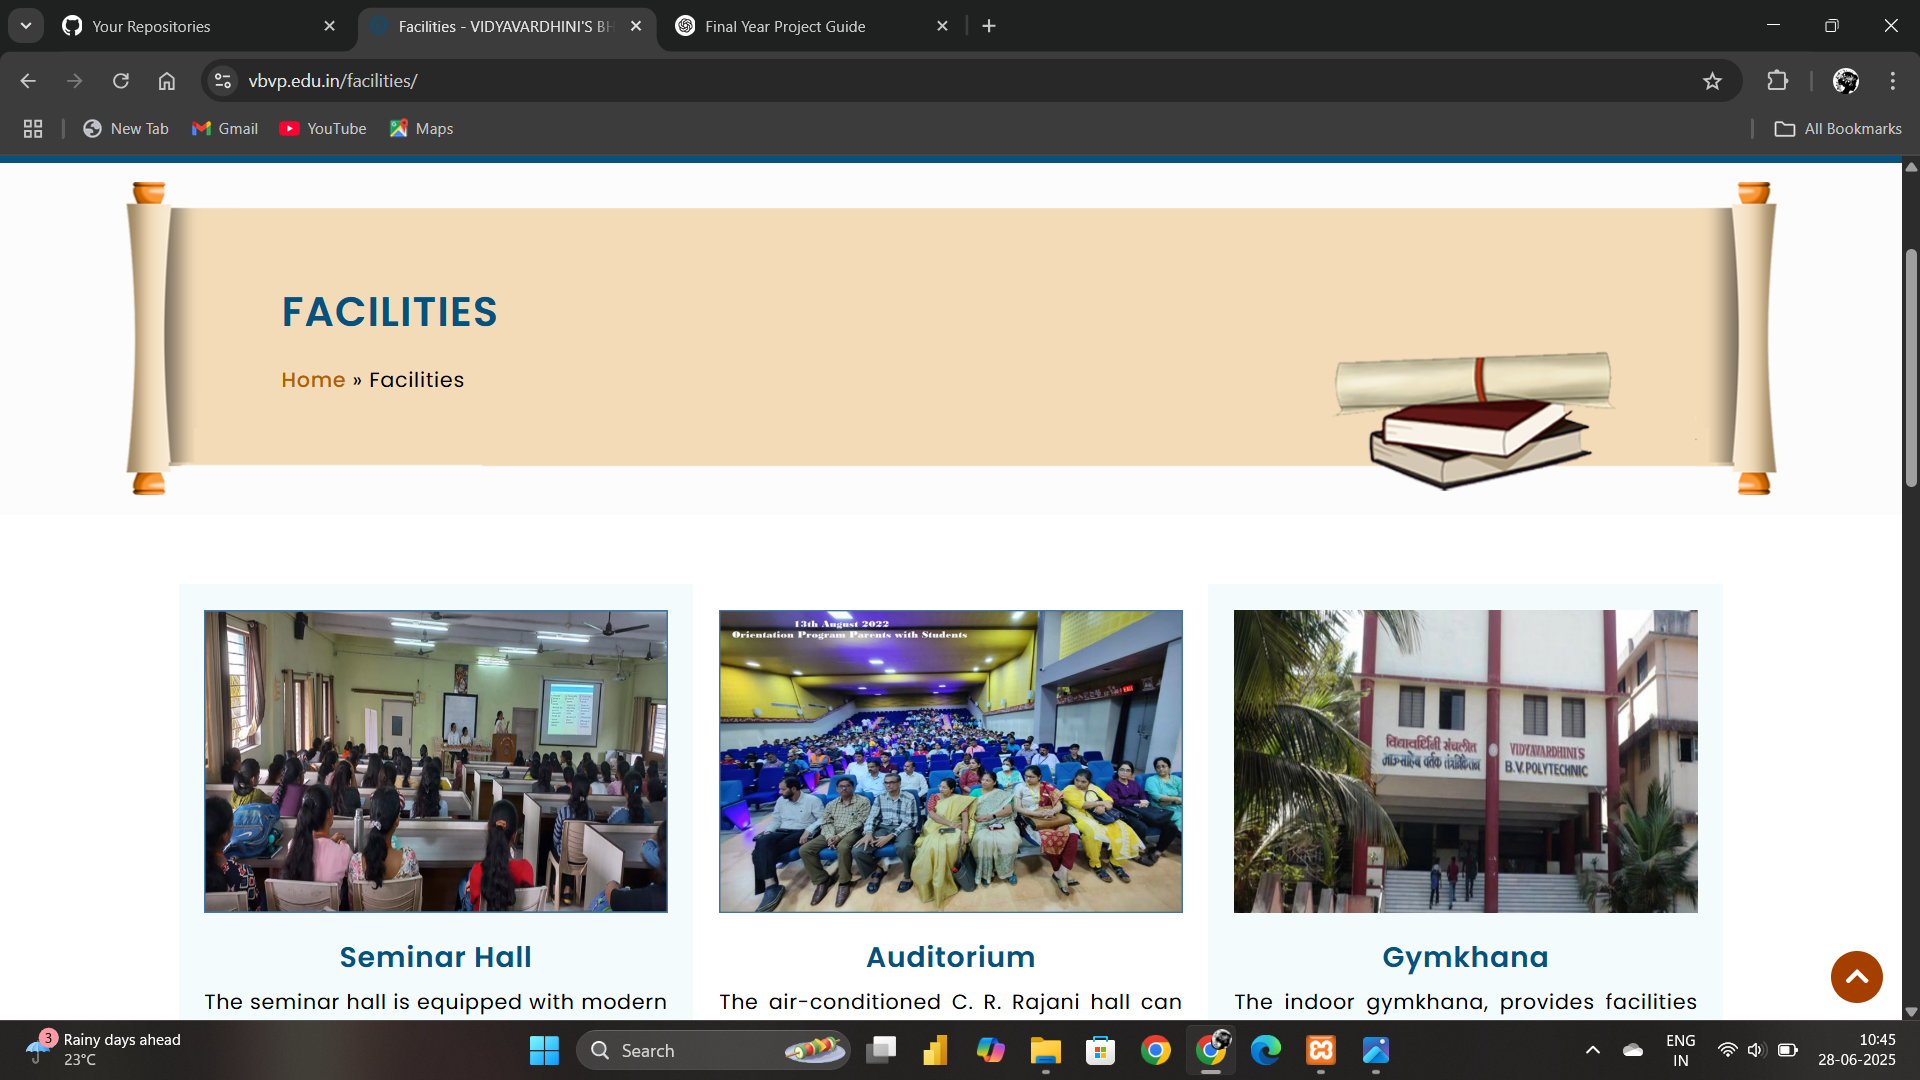 Your Repositories
Facilities - VIDYAVARDHINI'S BH
Final Year Project Guide
vbvp.edu.in/facilities/
New Tab
Gmail
YouTube
Maps
All Bookmarks
FACILITIES
Home » Facilities
13th August 2022
Orientation Program Parents with Students
विद्यावर्धिनी संचलीत
भाऊसाहेब वर्तक तंत्रनिकेतन
VIDYAVARDHINI'S
B.V.POLYTECHNIC
Seminar Hall
Auditorium
Gymkhana
The seminar hall is equipped with modern
The air-conditioned C. R. Rajani hall can
The indoor gymkhana, provides facilities
3
Rainy days ahead
23°C
Search
ENG
IN
10:45
28-06-2025